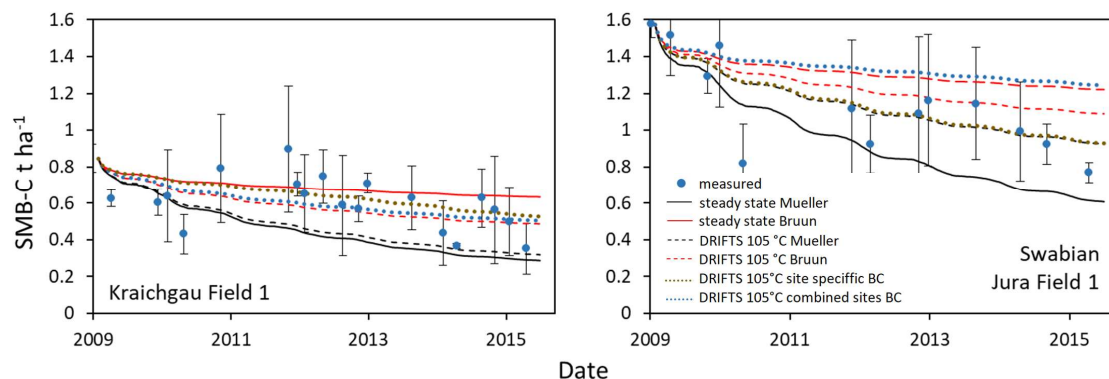 SMB-C t ha-1
1.6
1.4
1.2
1
0.8
0.6
0.4
0.2
0
Kraichgau Field 1
2009 2011 2013 2015
1.6
1.4
1.2
1
0.8
0.6
0.4
0.2
0
measured
steady state Mueller
steady state Bruun
DRIFTS 105 °C Mueller
DRIFTS 105 °C Bruun
DRIFTS 105°C site speciffic BC
DRIFTS 105°C combined sites BC
Swabian
Jura Field 1
2009 2011 2013 2015
Date